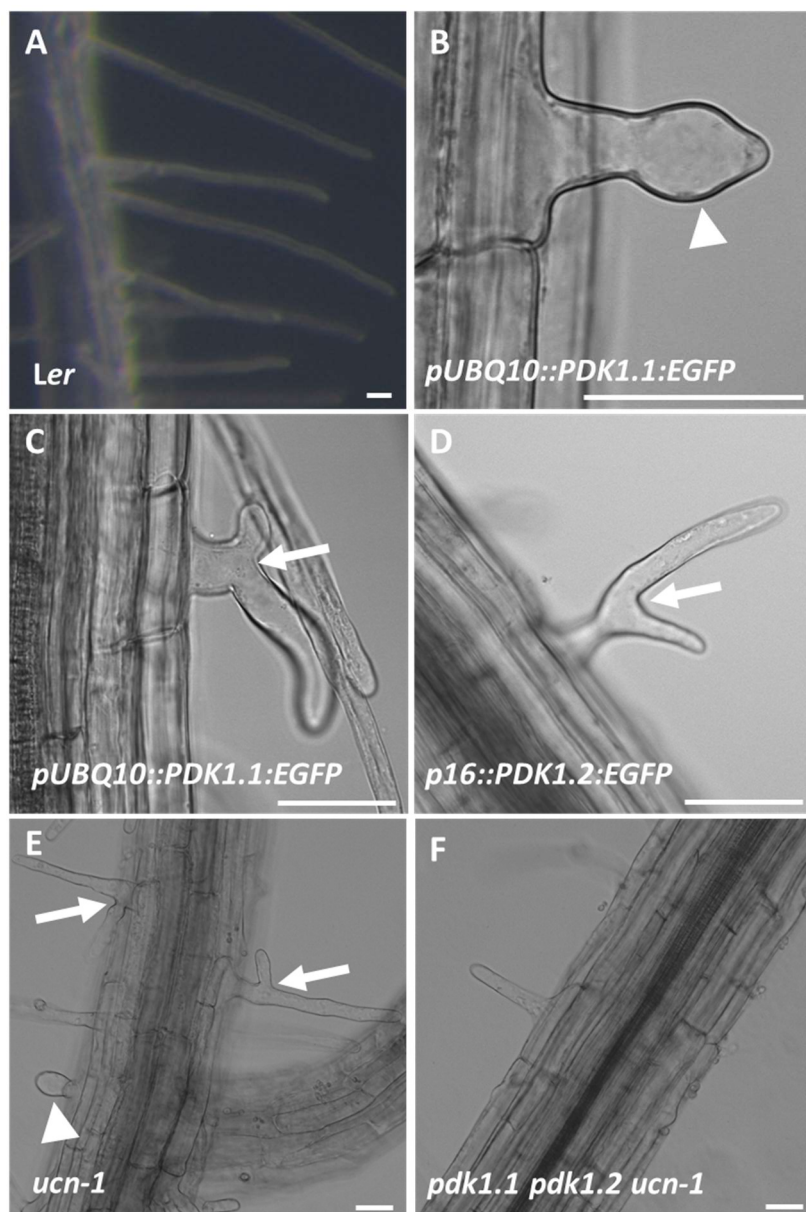 A
Ler
B
pUBQ10::PDK1.1:EGFP
C
pUBQ10::PDK1.1:EGFP
D
p16::PDK1.2:EGFP
E
ucn-1
F
pdk1.1 pdk1.2 ucn-1